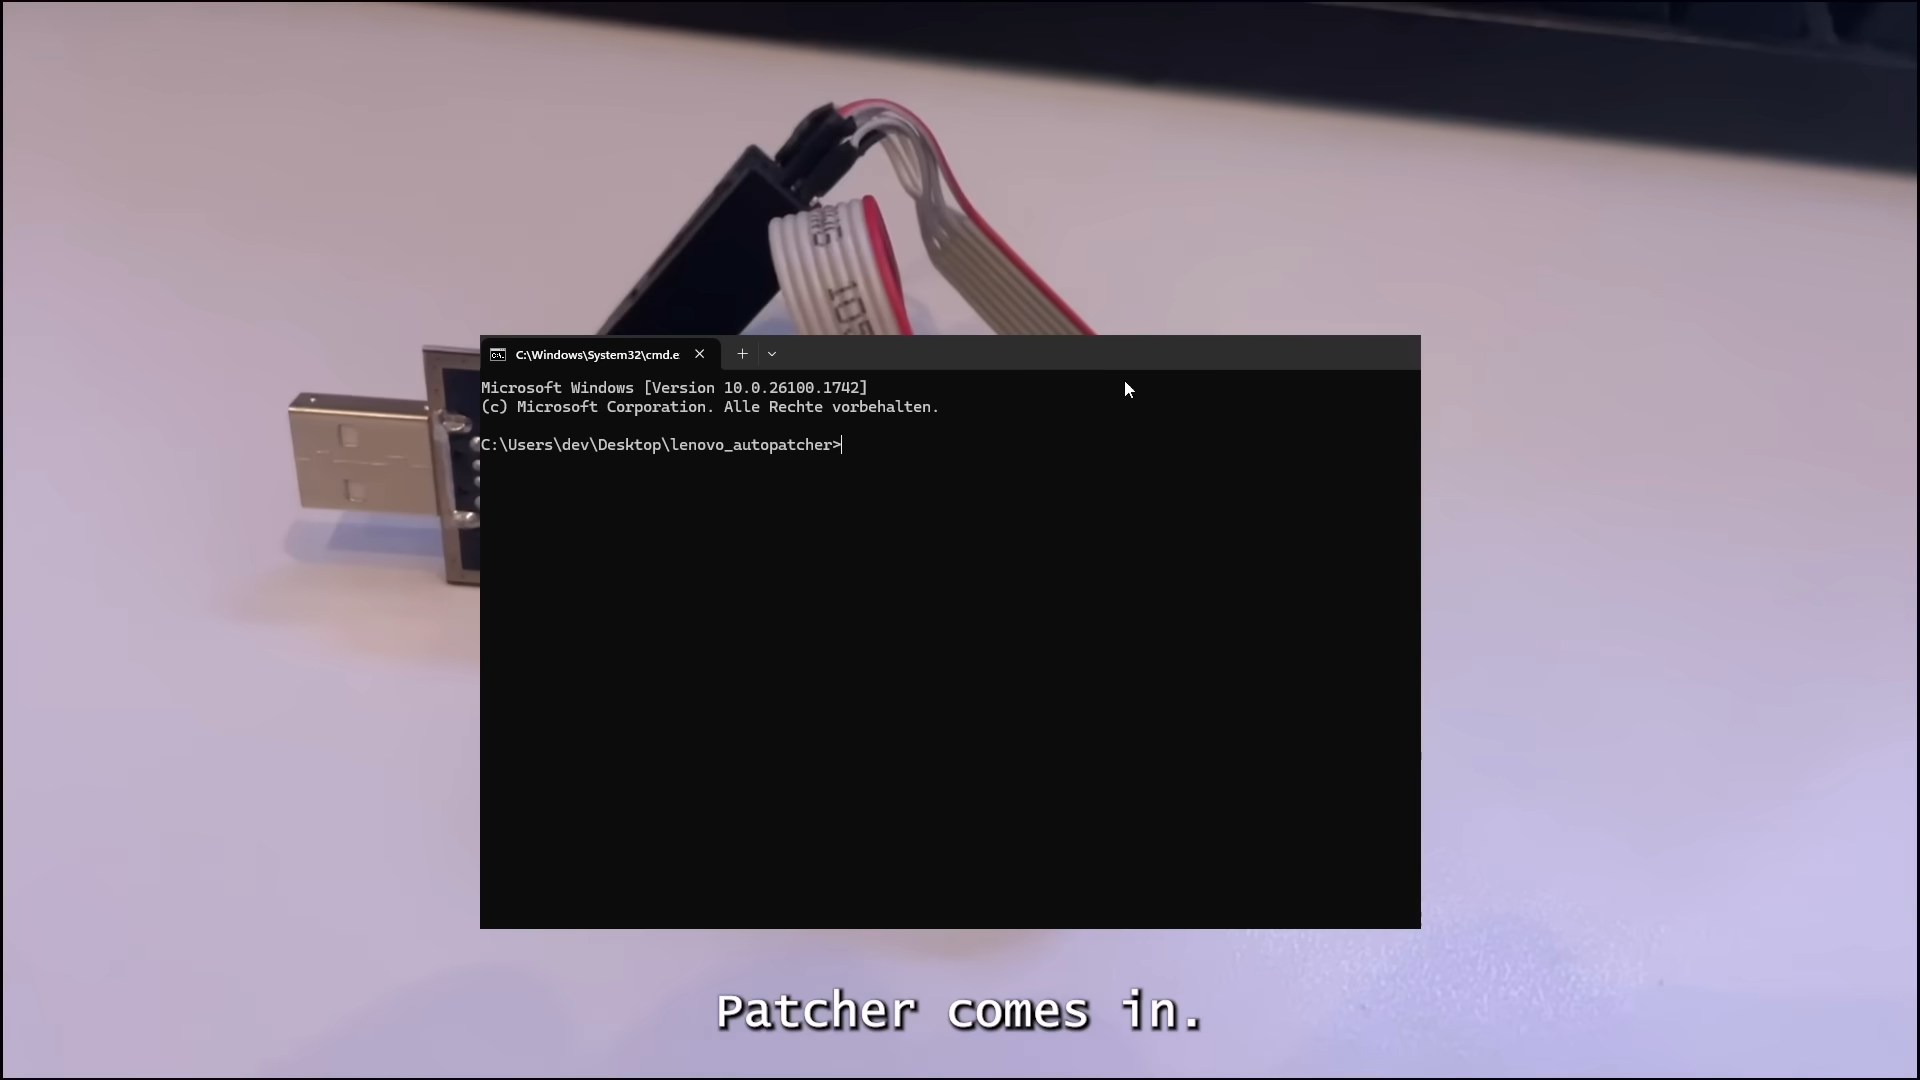 C:\Windows\System32\cmd.e
Microsoft Windows [Version 10.0.26100.1742]
(c) Microsoft Corporation. Alle Rechte vorbehalten.
C:\Users\dev\Desktop\lenovo_autopatcher>
Patcher comes in.